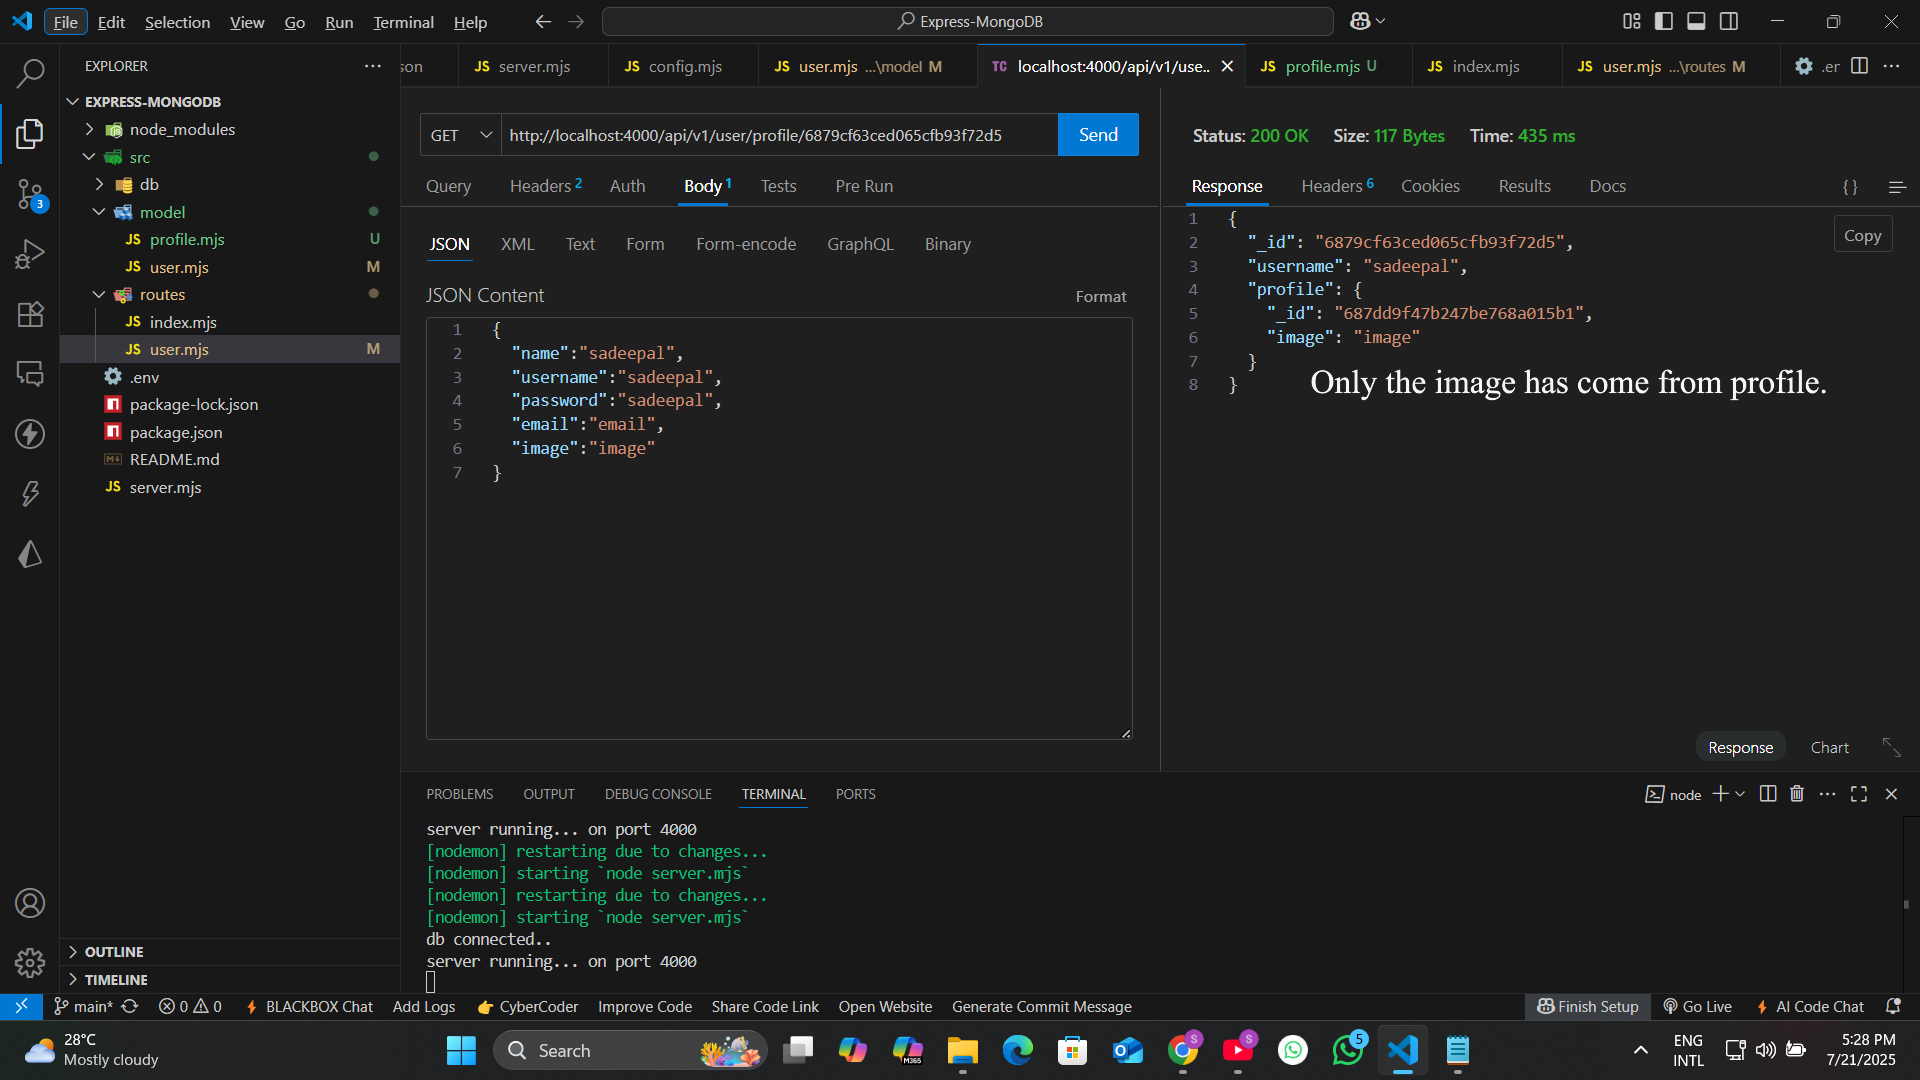 File Edit Selection View Go Run Terminal Help
Express-MongoDB
EXPLORER
EXPRESS-MONGODB
node_modules
src
db
model
profile.mjs U
user.mjs M
routes
index.mjs
user.mjs M
.env
package-lock.json
package.json
README.md
server.mjs
OUTLINE
TIMELINE
3
son
JS server.mjs
JS config.mjs
JS user.mjs ...\model M
TC localhost:4000/api/v1/use..
JS profile.mjs U
JS index.mjs
JS user.mjs ...\routes M
.er
GET http://localhost:4000/api/v1/user/profile/6879cf63ced065cfb93f72d5 Send
Query Headers 2 Auth Body 1 Tests Pre Run
JSON XML Text Form Form-encode GraphQL Binary
JSON Content Format
1 {
2 "name":"sadeepal",
3 "username":"sadeepal",
4 "password":"sadeepal",
5 "email":"email",
6 "image":"image"
7 }
Status: 200 OK Size: 117 Bytes Time: 435 ms
Response Headers 6 Cookies Results Docs { }
Copy
1 {
2 "_id": "6879cf63ced065cfb93f72d5",
3 "username": "sadeepal",
4 "profile": {
5 "_id": "687dd9f47b247be768a015b1",
6 "image": "image"
7 }
8 }
Only the image has come from profile.
Response Chart
PROBLEMS OUTPUT DEBUG CONSOLE TERMINAL PORTS
node
server running... on port 4000
[nodemon] restarting due to changes...
[nodemon] starting `node server.mjs`
[nodemon] restarting due to changes...
[nodemon] starting `node server.mjs`
db connected..
server running... on port 4000
main* 0 0 BLACKBOX Chat Add Logs CyberCoder Improve Code Share Code Link Open Website Generate Commit Message
Finish Setup Go Live AI Code Chat
28°C
Mostly cloudy
Search
M365
S
S
5
ENG
INTL
5:28 PM
7/21/2025